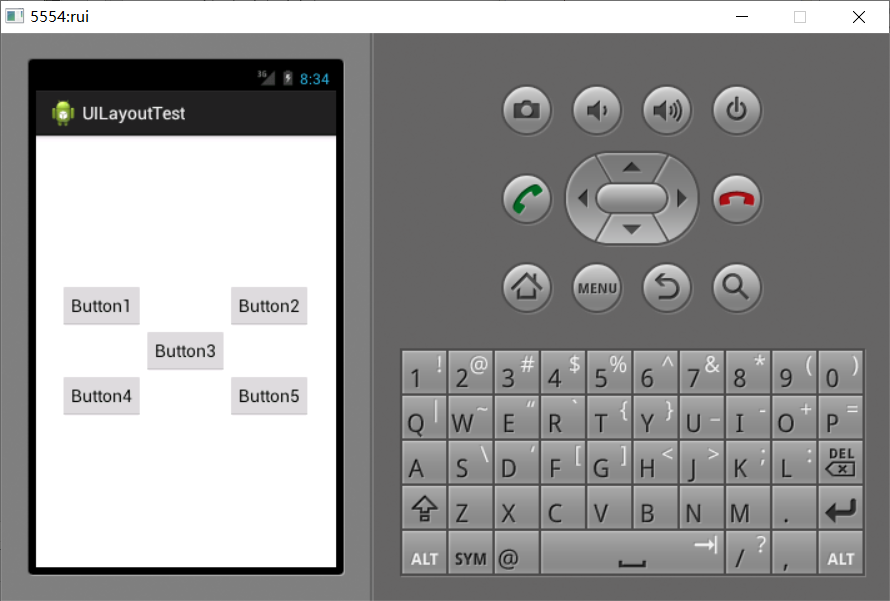 5554:rui
3G 8:34
UILayoutTest
Button1 Button2
Button3
Button4 Button5
MENU
1 ! 2 @ 3 # 4 $ 5 % 6 ^ 7 & 8 * 9 ( 0 )
Q | W ~ E “ R ` T { Y } U _ I - O + P =
A S \ D ‘ F [ G ] H < J > K ; L : DEL
Z X C V B N M .
ALT SYM @ / ? , ALT